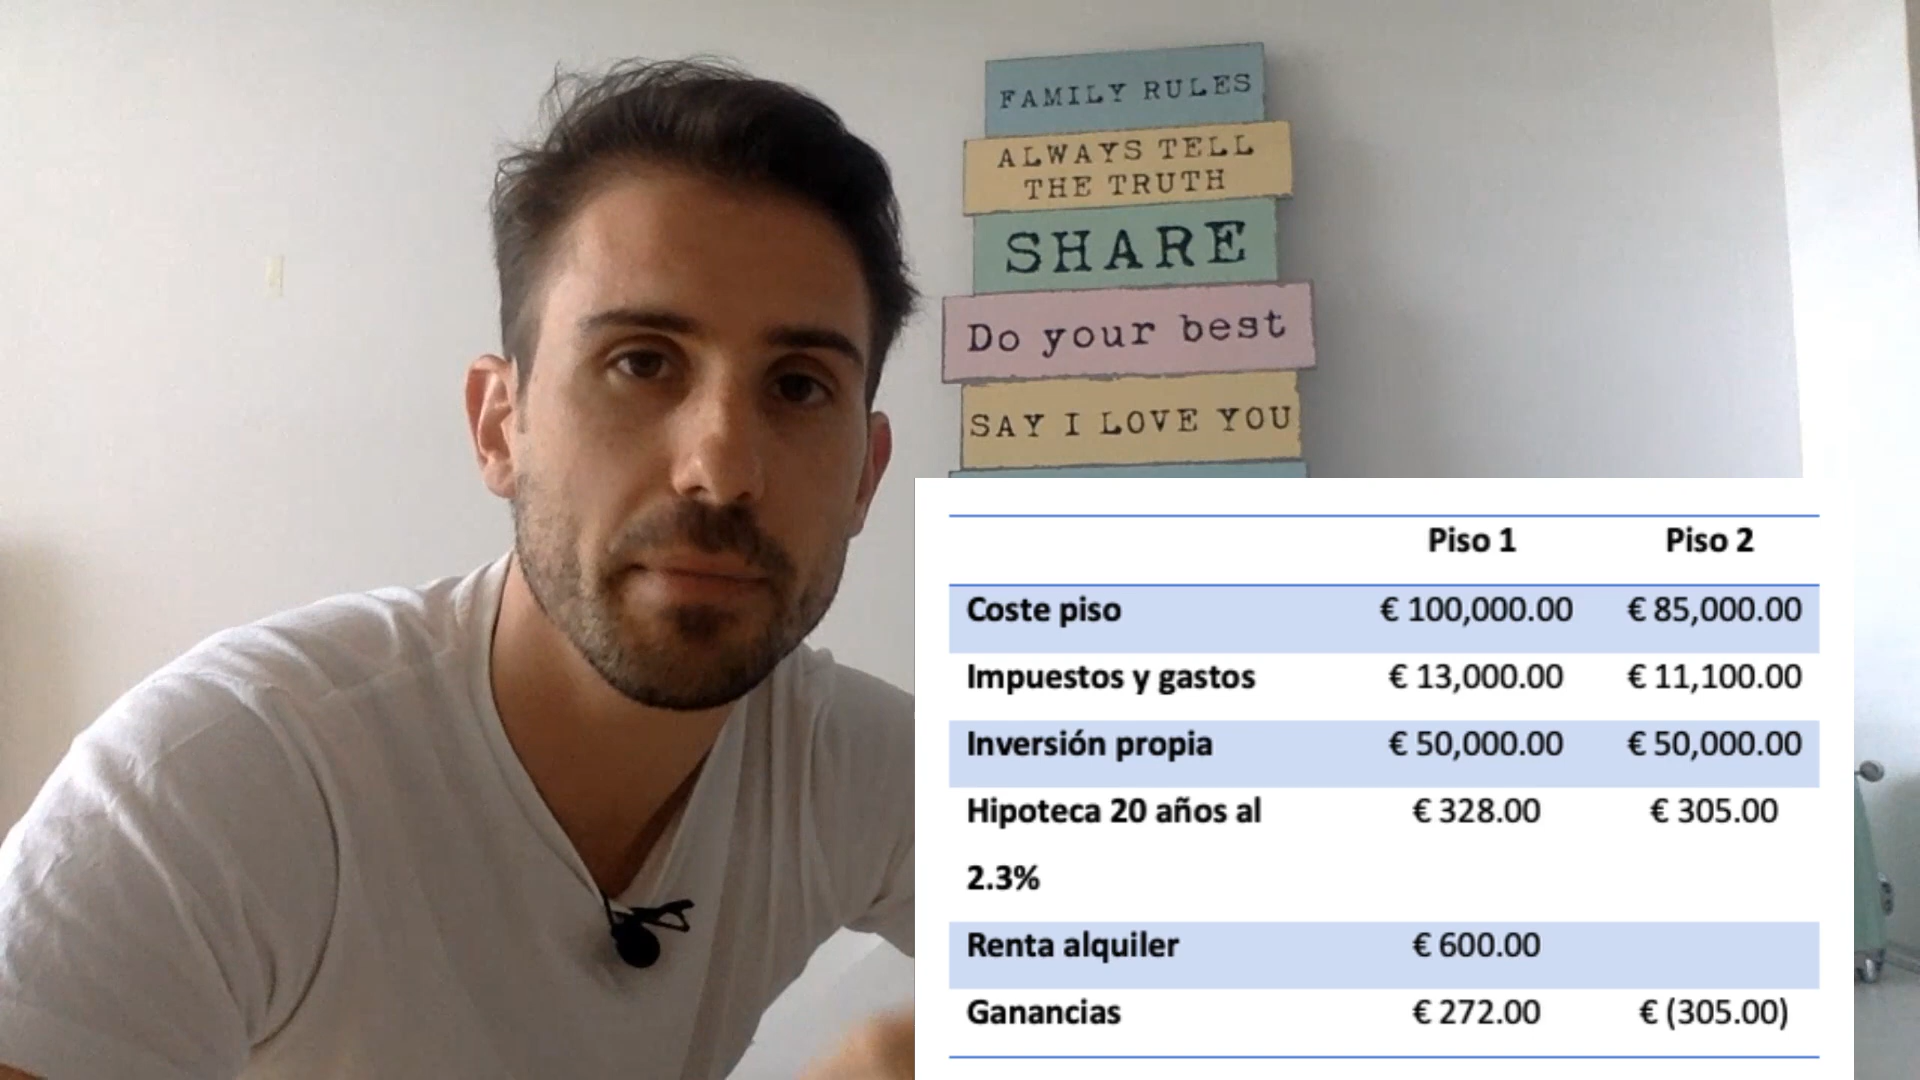 FAMILY RULES
ALWAYS TELL
THE TRUTH
SHARE
Do your best
SAY I LOVE YOU
Piso 1 Piso 2
Coste piso € 100,000.00 € 85,000.00
Impuestos y gastos € 13,000.00 € 11,100.00
Inversión propia € 50,000.00 € 50,000.00
Hipoteca 20 años al € 328.00 € 305.00
2.3%
Renta alquiler € 600.00
Ganancias € 272.00 € (305.00)